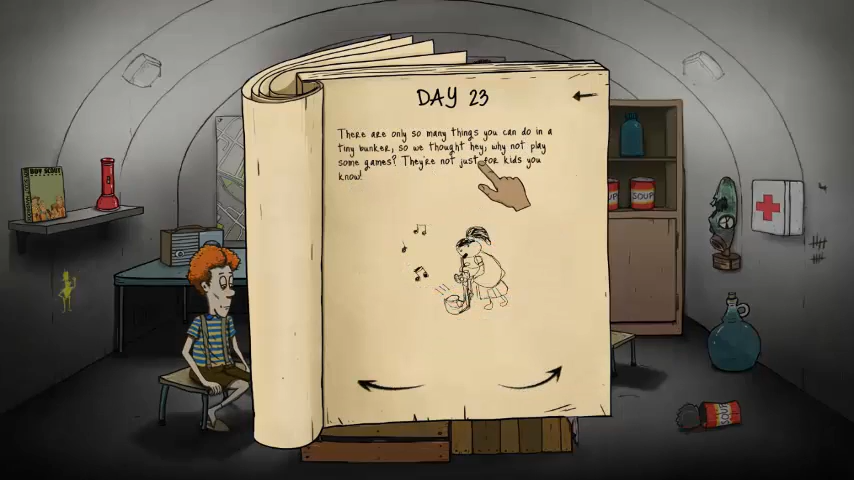 DAY 23
There are only so many things you can do in a
tiny bunker, so we thought hey, why not play
some games? They're not just for kids you
know!
BOY SCOUT
SOUP
SOUP